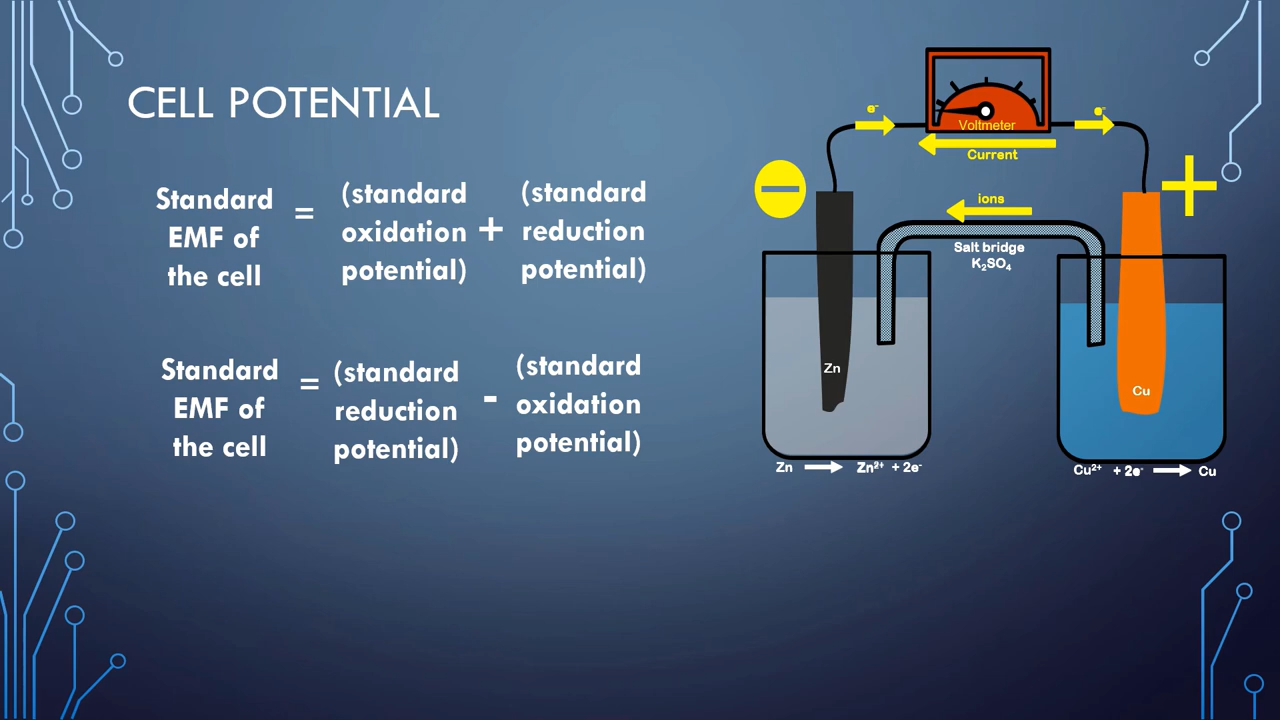 CELL POTENTIAL
Standard
EMF of
the cell
=
(standard
oxidation
potential)
+
(standard
reduction
potential)
Standard
EMF of
the cell
=
(standard
reduction
potential)
-
(standard
oxidation
potential)
e⁻
e⁻
Voltmeter
Current
ions
Salt bridge
K₂SO₄
−
+
Zn
Cu
Zn → Zn²⁺ + 2e⁻
Cu²⁺ + 2e⁻ → Cu